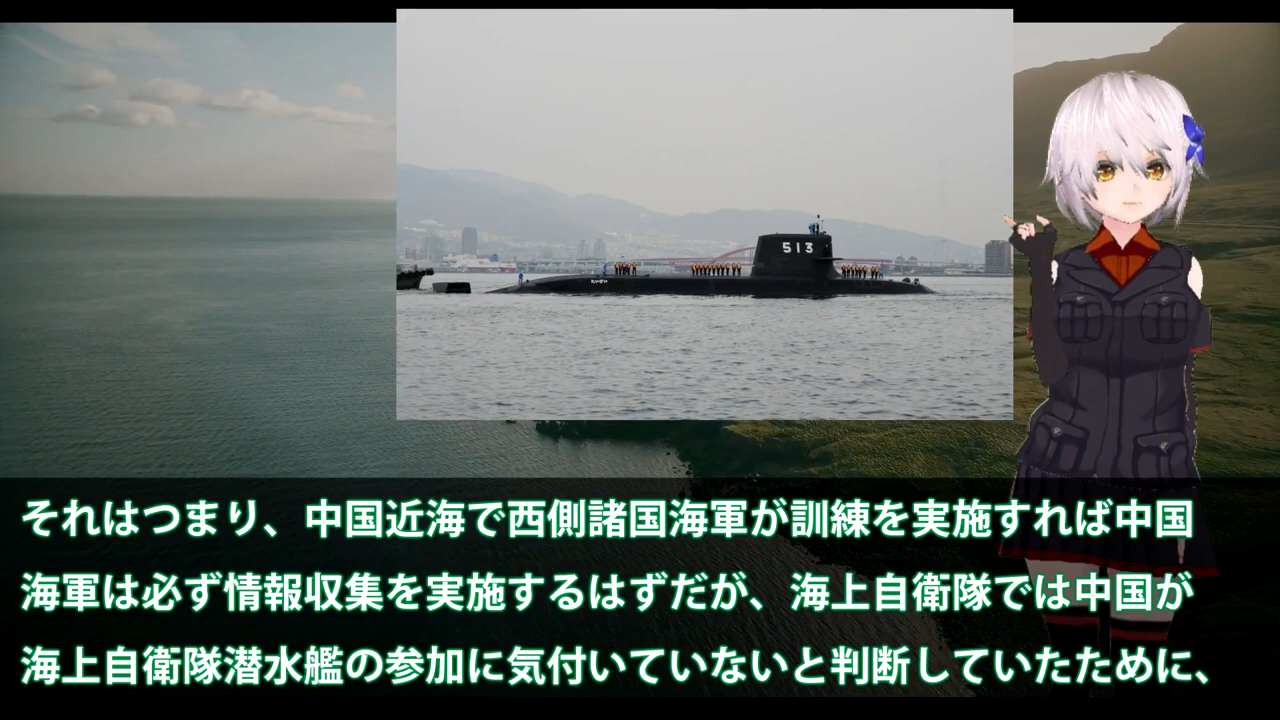 513
それはつまり、中国近海で西側諸国海軍が訓練を実施すれば中国
海軍は必ず情報収集を実施するはずだが、海上自衛隊では中国が
海上自衛隊潜水艦の参加に気付いていないと判断していたために、